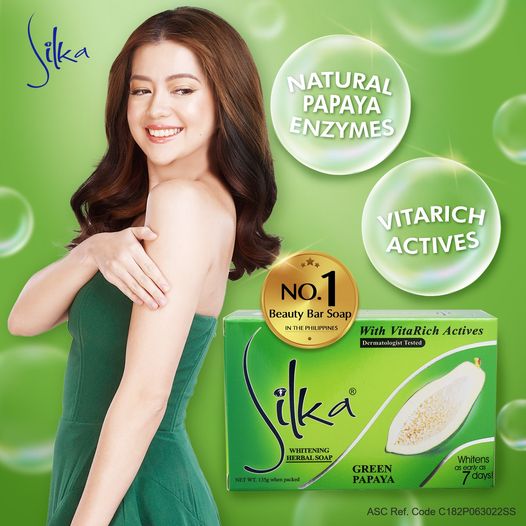 Silka
NATURAL
PAPAYA
ENZYMES
VITARICH
ACTIVES
NO.1
Beauty Bar Soap
IN THE PHILIPPINES
With VitaRich Actives
Dermatologist Tested
Silka®
WHITENING
HERBAL SOAP
GREEN
PAPAYA
NET WT. 135g when packed
Whitens
as early as
7 days!
ASC Ref. Code C182P063022SS